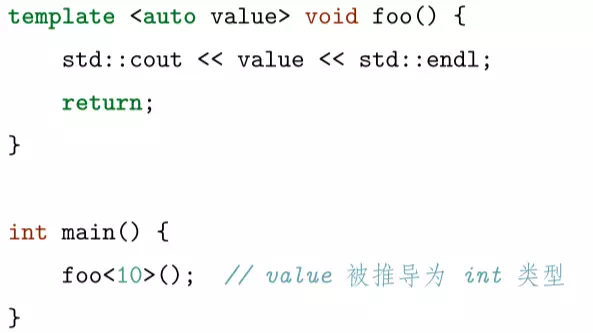 template <auto value> void foo() {
    std::cout << value << std::endl;
    return;
}

int main() {
    foo<10>();  // value 被推导为 int 类型
}